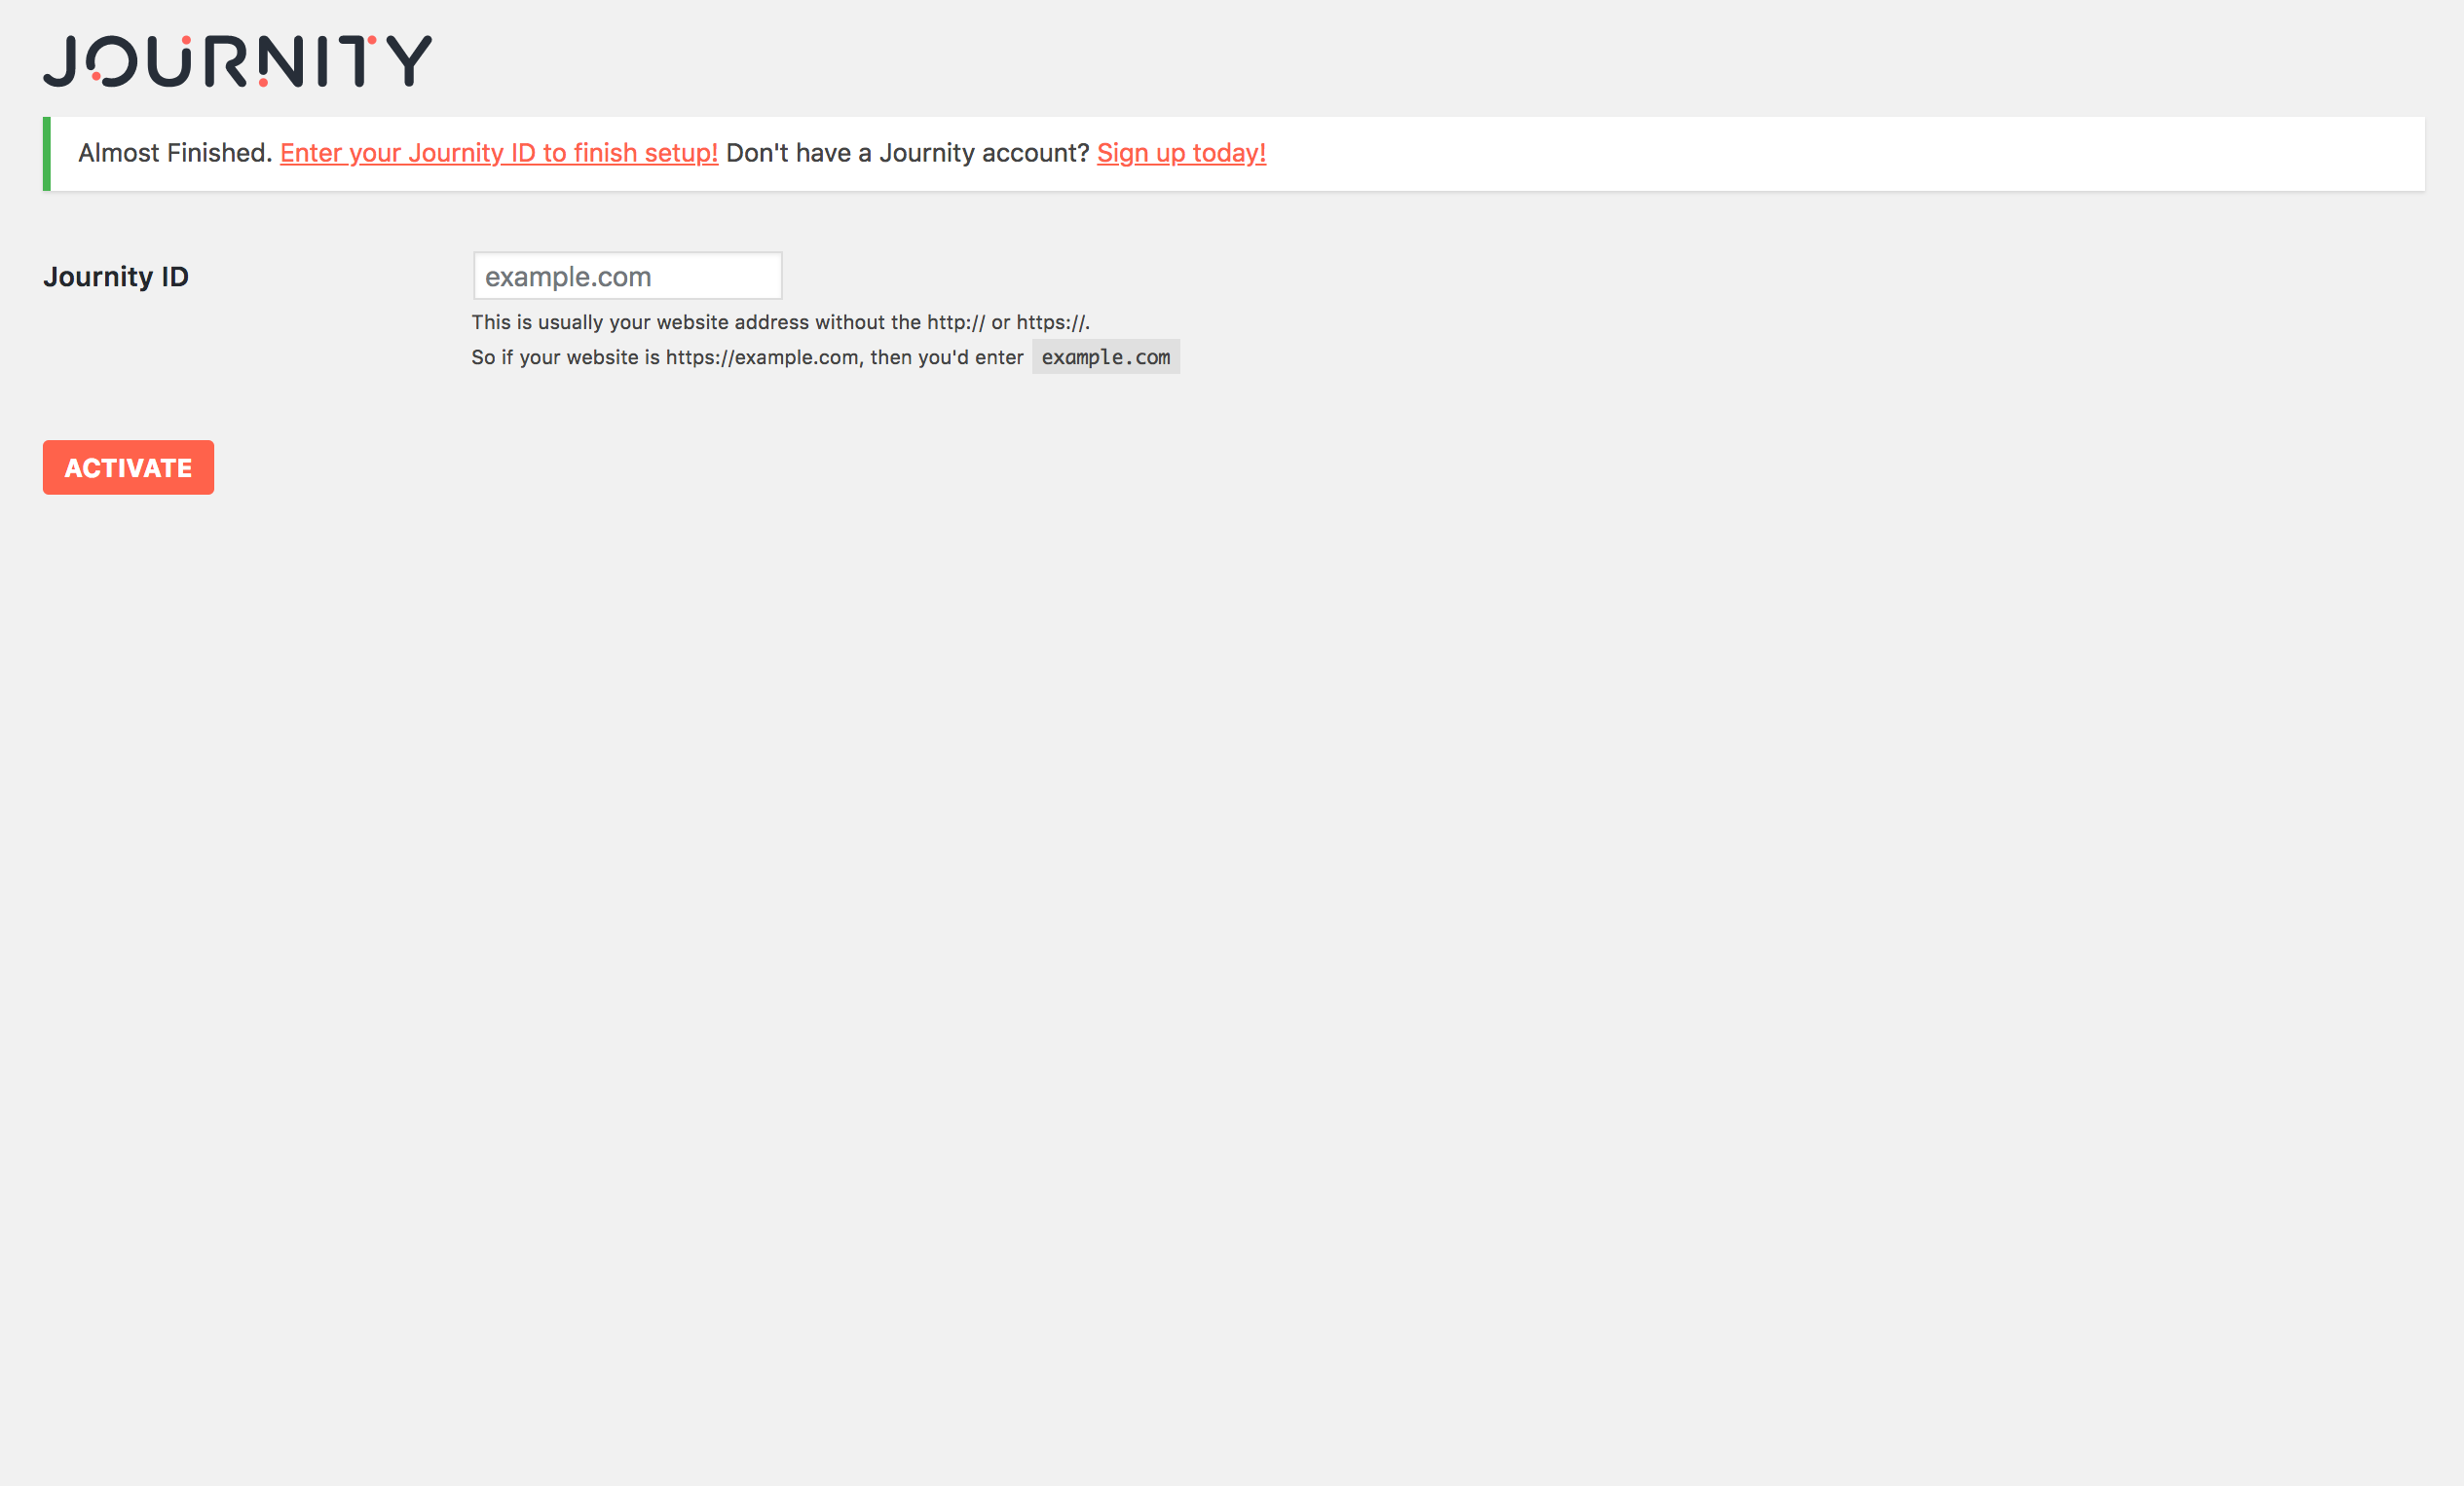 JOURNITY
Almost Finished. Enter your Journity ID to finish setup! Don't have a Journity account? Sign up today!
Journity ID
example.com
This is usually your website address without the http:// or https://.
So if your website is https://example.com, then you'd enter example.com
ACTIVATE